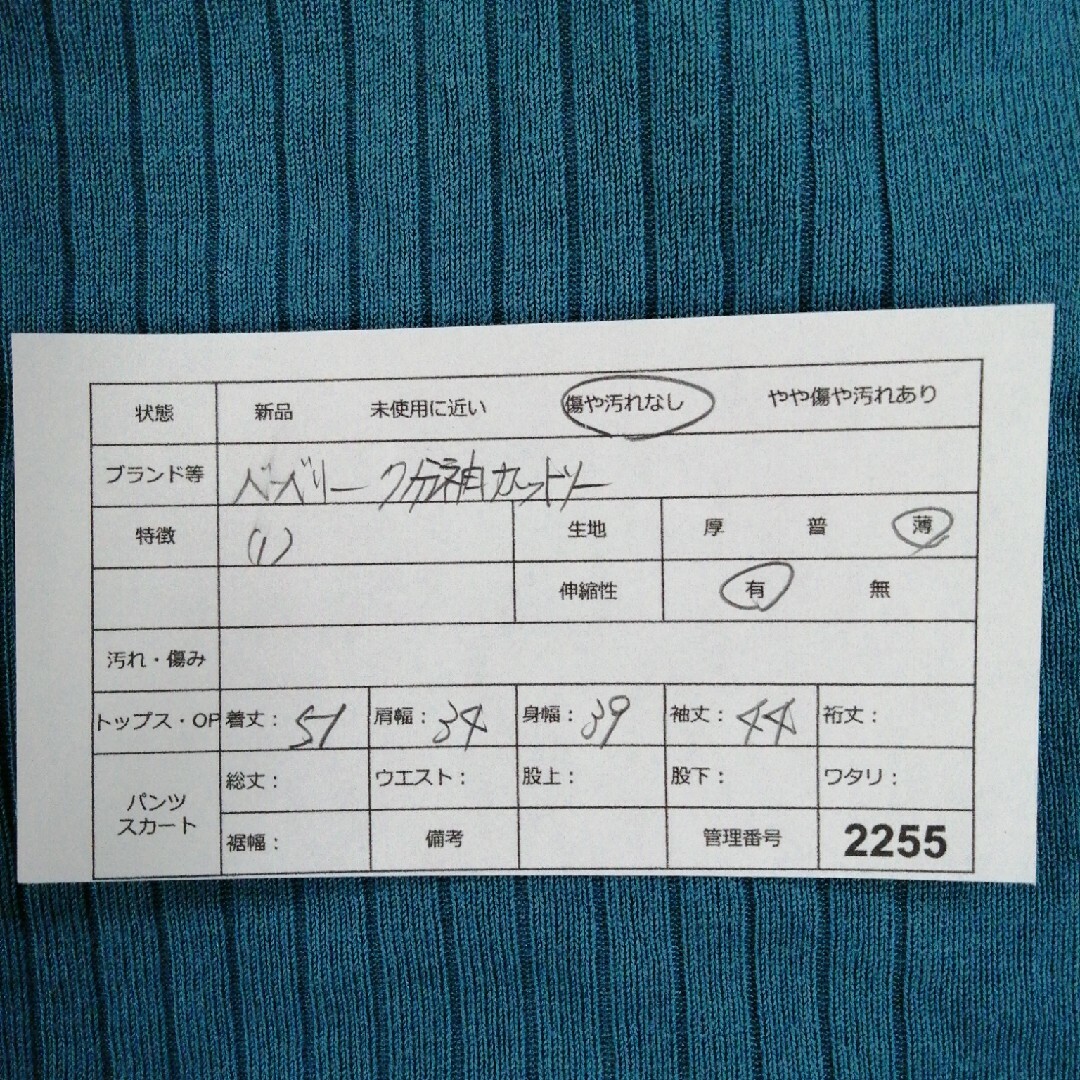 状態 新品 未使用に近い 傷や汚れなし やや傷や汚れあり
ブランド等 バーバリー 7分袖カットソー
特徴 (1) 生地 厚 普 薄
伸縮性 有 無
汚れ・傷み
トップス・OP 着丈: 51 肩幅: 34 身幅: 39 袖丈: 44 裄丈:
パンツ スカート 総丈: ウエスト: 股上: 股下: ワタリ:
裾幅: 備考 管理番号 2255